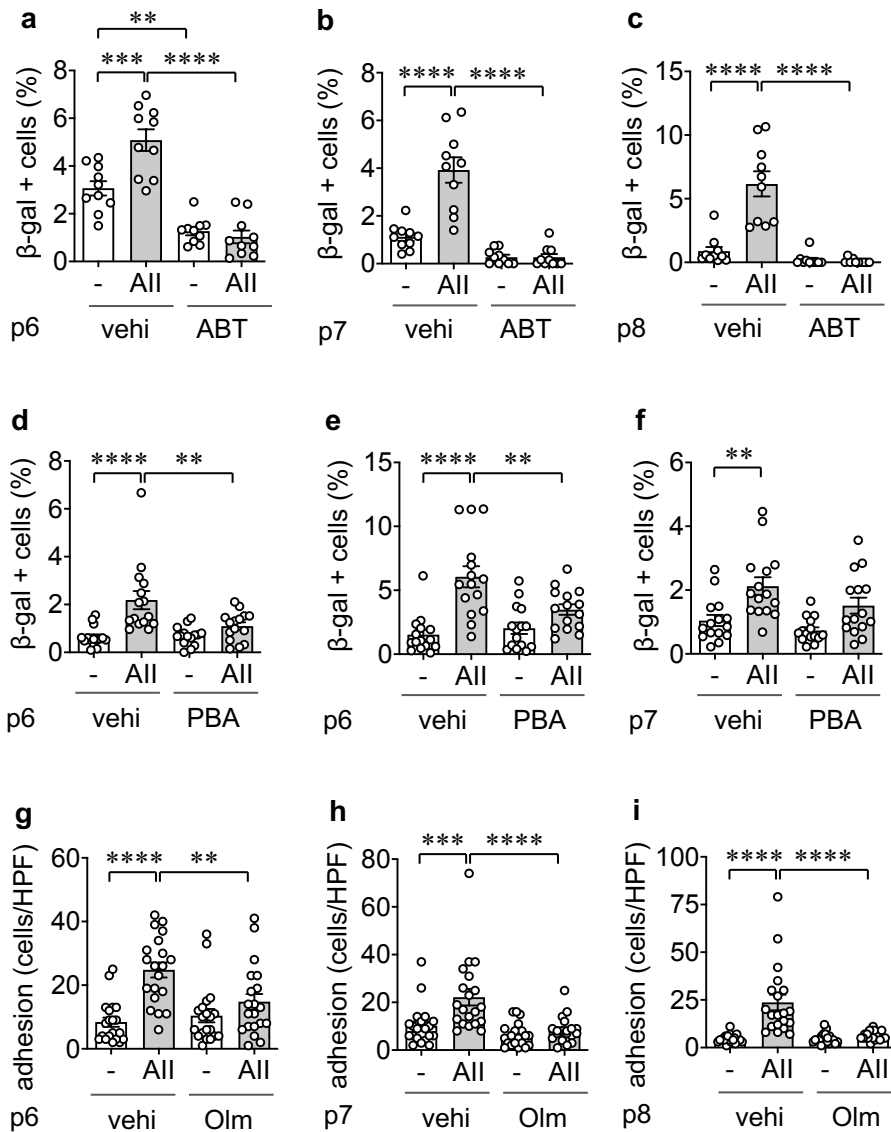 a
**
*** ****
β-gal + cells (%)
8
6
4
2
0
- AII - AII
p6 vehi ABT
b
**** ****
β-gal + cells (%)
8
6
4
2
0
- AII - AII
p7 vehi ABT
c
**** ****
β-gal + cells (%)
15
10
5
0
- AII - AII
p8 vehi ABT
d
**** **
β-gal + cells (%)
8
6
4
2
0
- AII - AII
p6 vehi PBA
e
**** **
β-gal + cells (%)
15
10
5
0
- AII - AII
p6 vehi PBA
f
**
β-gal + cells (%)
6
4
2
0
- AII - AII
p7 vehi PBA
g
**** **
adhesion (cells/HPF)
60
40
20
0
- AII - AII
p6 vehi Olm
h
*** ****
adhesion (cells/HPF)
80
60
40
20
0
- AII - AII
p7 vehi Olm
i
**** ****
adhesion (cells/HPF)
100
75
50
25
0
- AII - AII
p8 vehi Olm